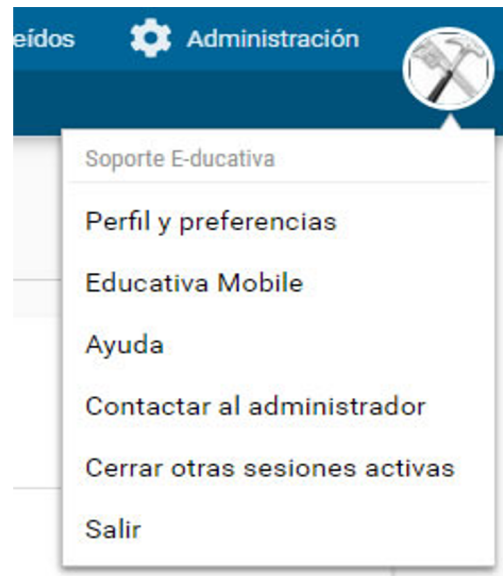 eídos Administración
Soporte E-ducativa
Perfil y preferencias
Educativa Mobile
Ayuda
Contactar al administrador
Cerrar otras sesiones activas
Salir